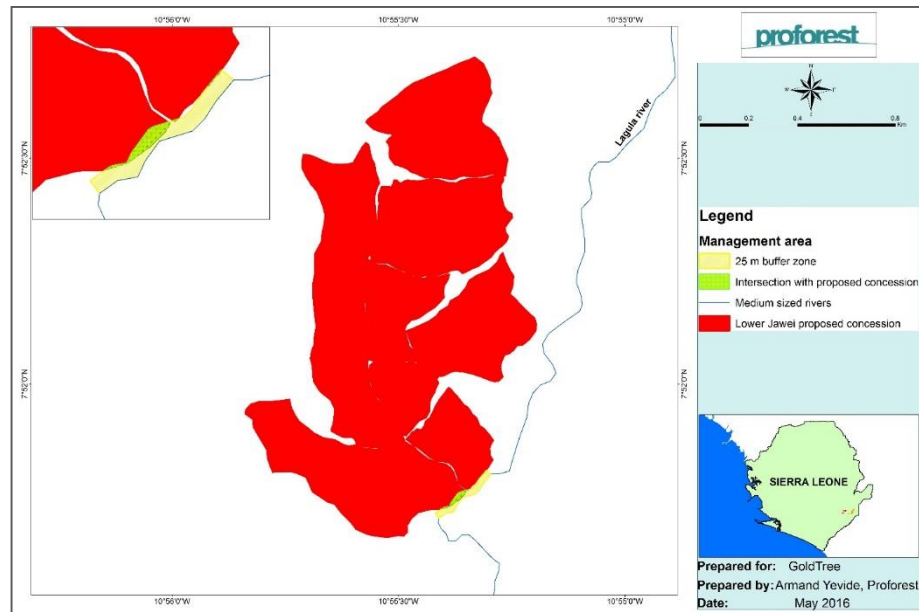 10°56'0"W 10°55'30"W 10°55'0"W
proforest
N
W E
S
0 0.2 0.4 0.8
Km
Lagula river
7°52'30"N 7°52'30"N
Legend
Management area
25 m buffer zone
Intersection with proposed concession
Medium sized rivers
Lower Jawei proposed concession
7°52'0"N 7°52'0"N
SIERRA LEONE
Prepared for: GoldTree
Prepared by: Armand Yevide, Proforest
Date: May 2016
10°56'0"W 10°55'30"W 10°55'0"W